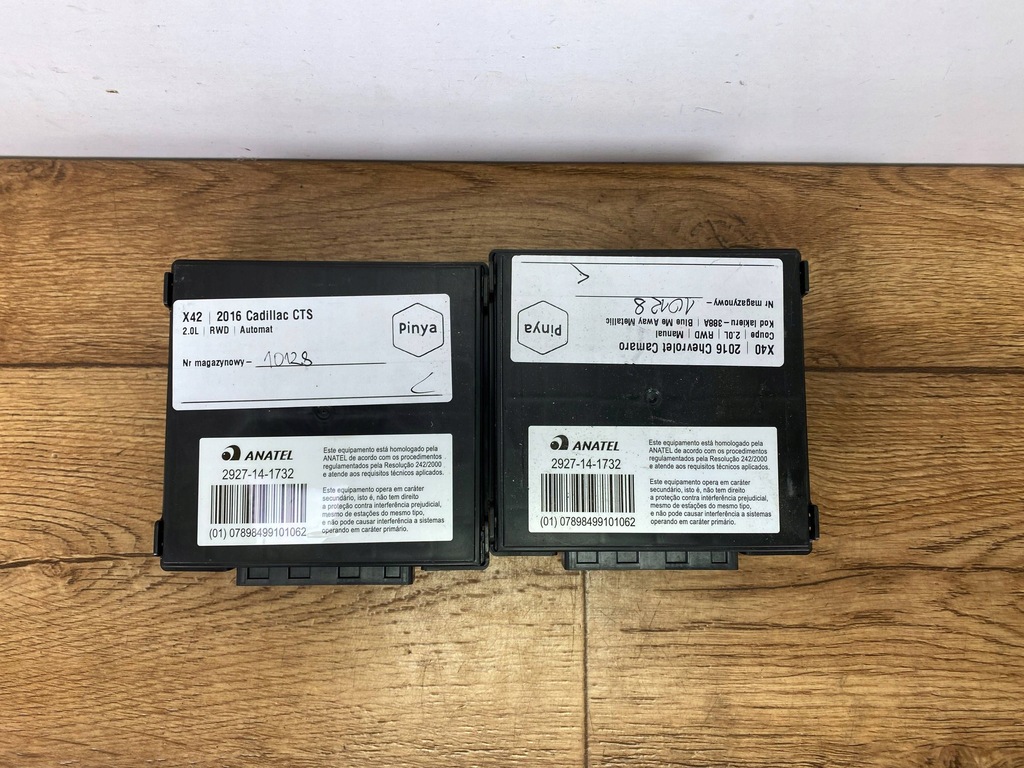 X42 | 2016 Cadillac CTS
2.0L | RWD | Automat
Nr magazynowy – 10128
Pinya
ANATEL
2927-14-1732
(01) 07898499101062
Este equipamento está homologado pela
ANATEL de acordo com os procedimentos
regulamentados pela Resolução 242/2000
e atende aos requisitos técnicos aplicados.
Este equipamento opera em caráter
secundário, isto é, não tem direito
a proteção contra interferência prejudicial,
mesmo de estações do mesmo tipo,
e não pode causar interferência a sistemas
operando em caráter primário.
X40 | 2016 Chevrolet Camaro
Coupe | 2.0L | RWD | Manual
Kod lakieru – 388A | Blue Me Away Metallic
Nr magazynowy – 10128
Pinya
ANATEL
2927-14-1732
(01) 07898499101062
Este equipamento está homologado pela
ANATEL de acordo com os procedimentos
regulamentados pela Resolução 242/2000
e atende aos requisitos técnicos aplicados.
Este equipamento opera em caráter
secundário, isto é, não tem direito
a proteção contra interferência prejudicial,
mesmo de estações do mesmo tipo,
e não pode causar interferência a sistemas
operando em caráter primário.